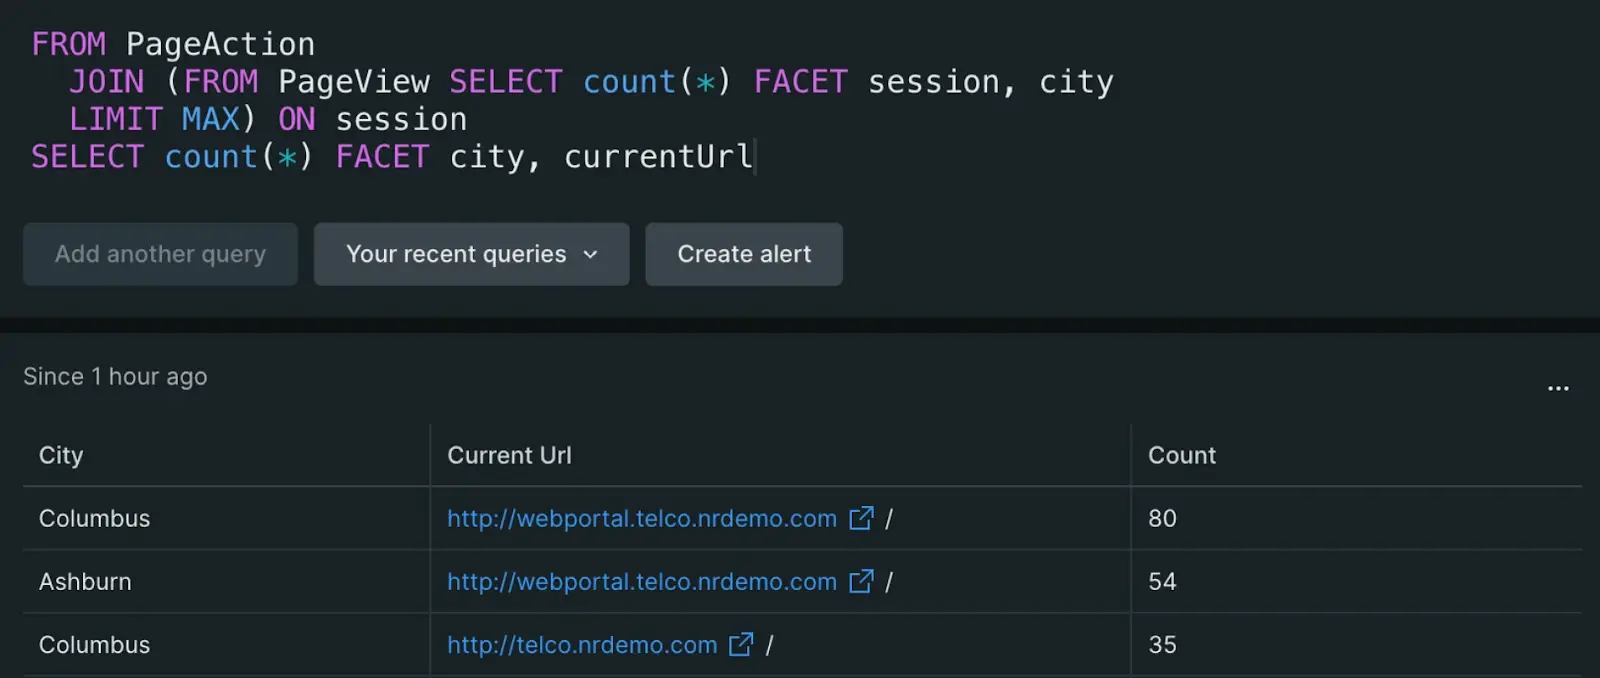 FROM PageAction
JOIN (FROM PageView SELECT count(*) FACET session, city
LIMIT MAX) ON session
SELECT count(*) FACET city, currentUrl
Add another query Your recent queries Create alert
Since 1 hour ago ...
City Current Url Count
Columbus http://webportal.telco.nrdemo.com / 80
Ashburn http://webportal.telco.nrdemo.com / 54
Columbus http://telco.nrdemo.com / 35